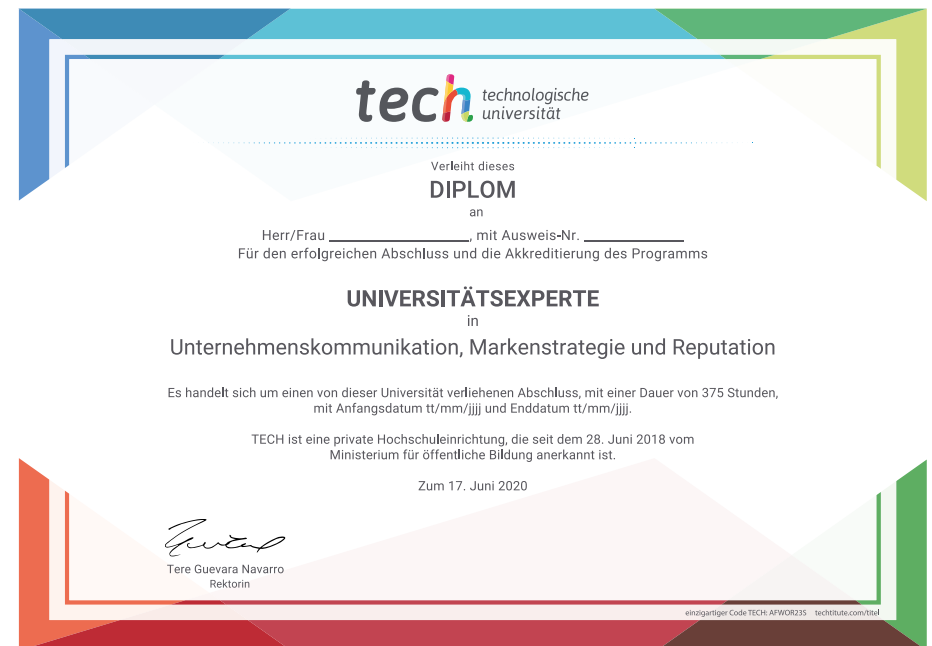 tech technologische
universität
Verleiht dieses
DIPLOM
an
Herr/Frau ____________, mit Ausweis-Nr. ____________
Für den erfolgreichen Abschluss und die Akkreditierung des Programms
UNIVERSITÄTSEXPERTE
in
Unternehmenskommunikation, Markenstrategie und Reputation
Es handelt sich um einen von dieser Universität verliehenen Abschluss, mit einer Dauer von 375 Stunden,
mit Anfangsdatum tt/mm/jjjj und Enddatum tt/mm/jjjj.
TECH ist eine private Hochschuleinrichtung, die seit dem 28. Juni 2018 vom
Ministerium für öffentliche Bildung anerkannt ist.
Zum 17. Juni 2020
Tere Guevara Navarro
Rektorin
einzigartiger Code TECH: AFWOR23S techtitute.com/titel